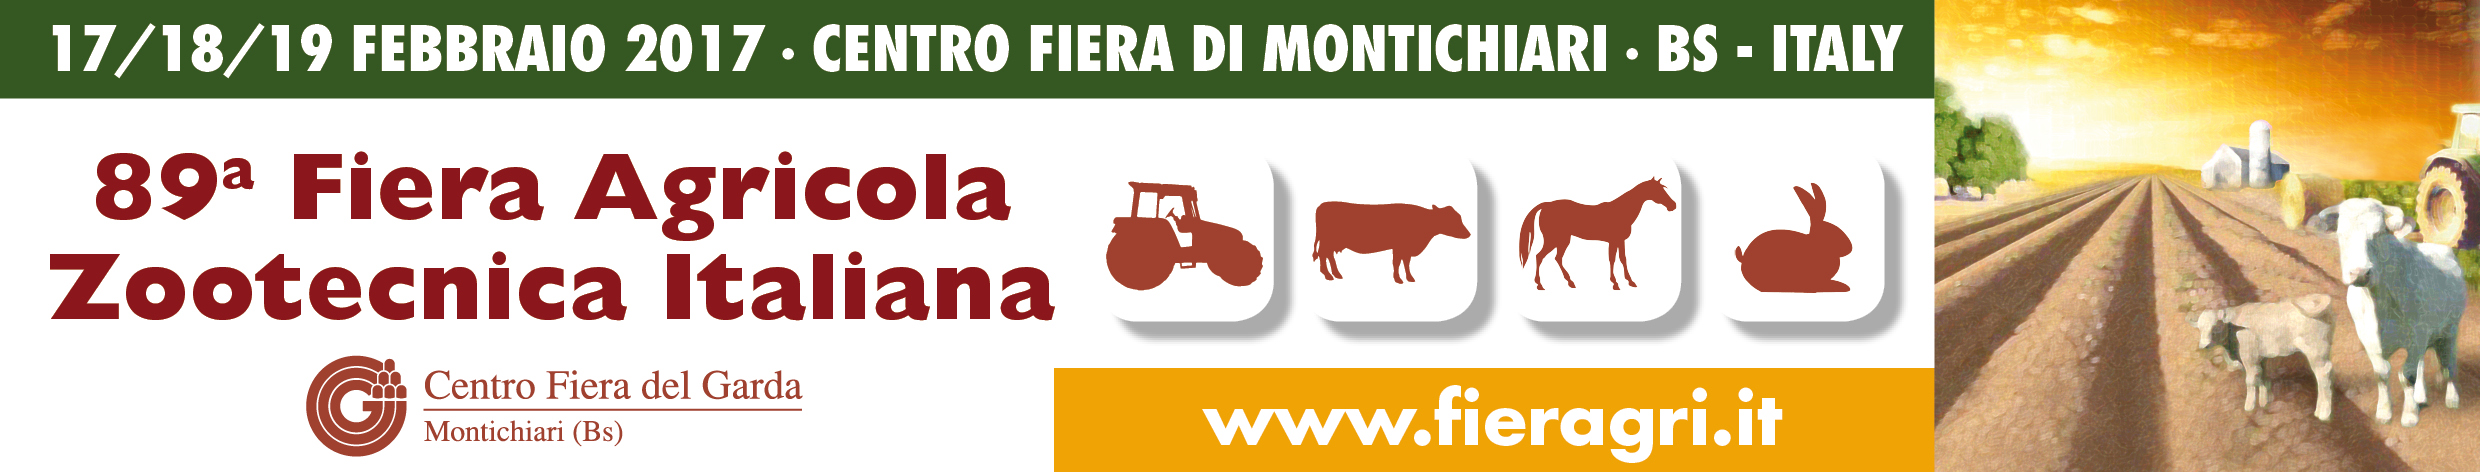 17/18/19 FEBBRAIO 2017 · CENTRO FIERA DI MONTICHIARI · BS - ITALY
89ª Fiera Agricola
Zootecnica Italiana
G
Centro Fiera del Garda
Montichiari (Bs)
www.fieragri.it